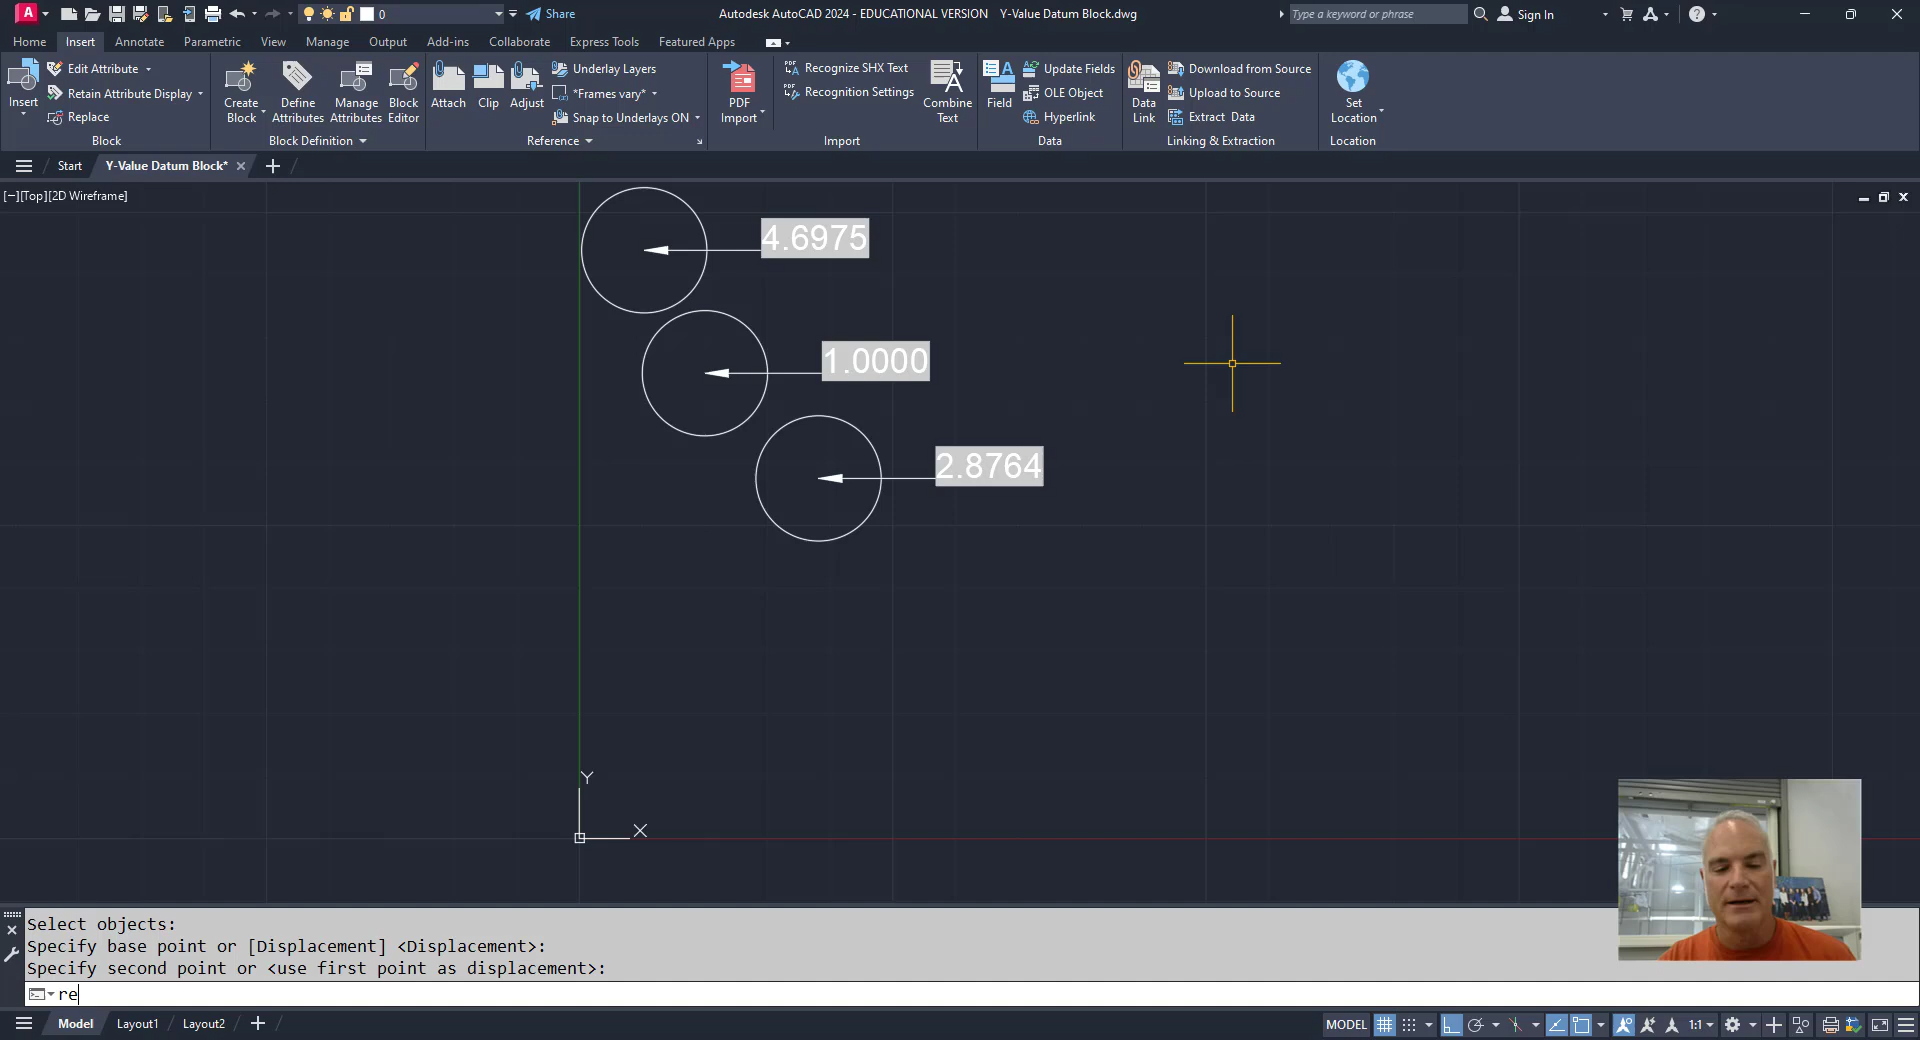 A 0 Share Autodesk AutoCAD 2024 - EDUCATIONAL VERSION Y-Value Datum Block.dwg Type a keyword or phrase Sign In ?
Home Insert Annotate Parametric View Manage Output Add-ins Collaborate Express Tools Featured Apps
Insert
Edit Attribute
Retain Attribute Display
Replace
Block
Create Block
Define Attributes
Manage Attributes
Block Editor
Block Definition
Attach
Clip
Adjust
Underlay Layers
*Frames vary*
Snap to Underlays ON
Reference
PDF Import
Recognize SHX Text
Recognition Settings
Combine Text
Import
Field
Update Fields
OLE Object
Hyperlink
Data
Data Link
Download from Source
Upload to Source
Extract Data
Linking & Extraction
Set Location
Location
Start Y-Value Datum Block*
[−][Top][2D Wireframe]
4.6975
1.0000
2.8764
Y
X
Select objects:
Specify base point or [Displacement] <Displacement>:
Specify second point or <use first point as displacement>:
re
Model Layout1 Layout2 MODEL 1:1